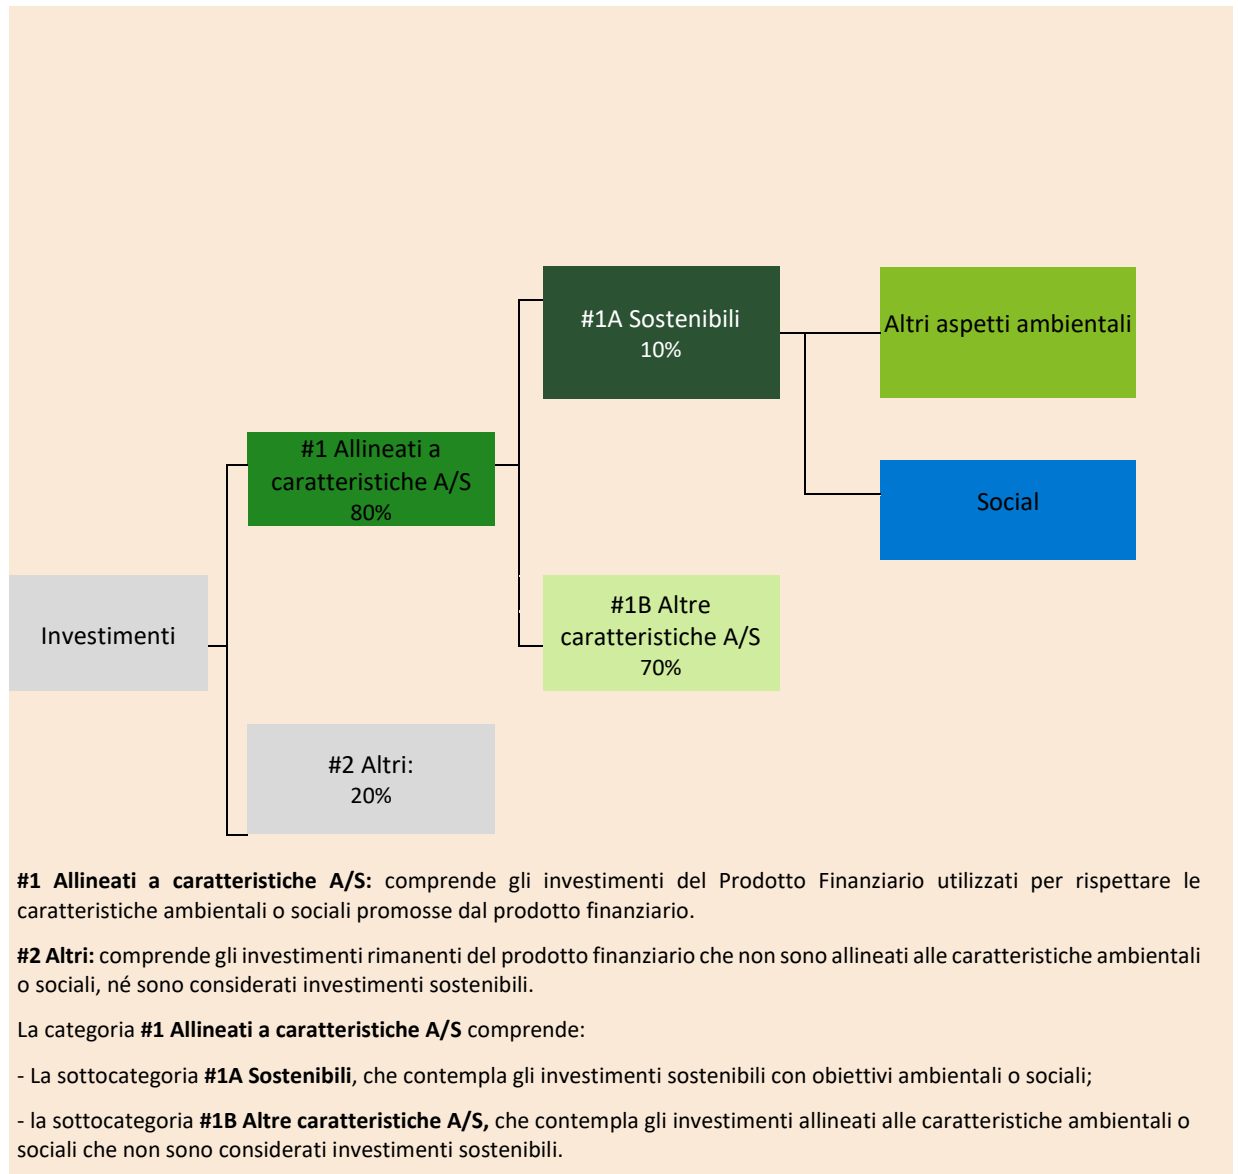 #1A Sostenibili
10%
Altri aspetti ambientali
#1 Allineati a
caratteristiche A/S
80%
Social
Investimenti
#1B Altre
caratteristiche A/S
70%
#2 Altri:
20%
#1 Allineati a caratteristiche A/S: comprende gli investimenti del Prodotto Finanziario utilizzati per rispettare le
caratteristiche ambientali o sociali promosse dal prodotto finanziario.
#2 Altri: comprende gli investimenti rimanenti del prodotto finanziario che non sono allineati alle caratteristiche ambientali
o sociali, né sono considerati investimenti sostenibili.
La categoria #1 Allineati a caratteristiche A/S comprende:
- La sottocategoria #1A Sostenibili, che contempla gli investimenti sostenibili con obiettivi ambientali o sociali;
- la sottocategoria #1B Altre caratteristiche A/S, che contempla gli investimenti allineati alle caratteristiche ambientali o
sociali che non sono considerati investimenti sostenibili.